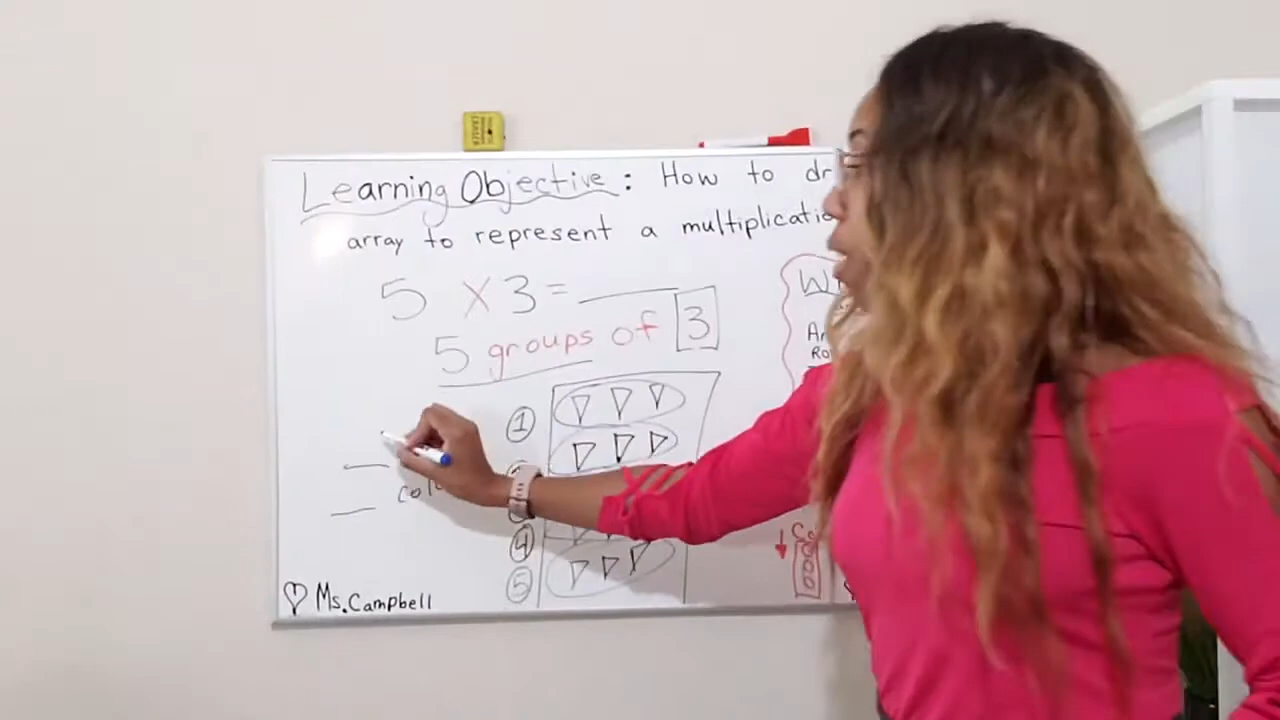 Learning Objective: How to dr
array to represent a multiplicatio
5 x 3 = ____
5 groups of 3
1
4
5
Ms. Campbell